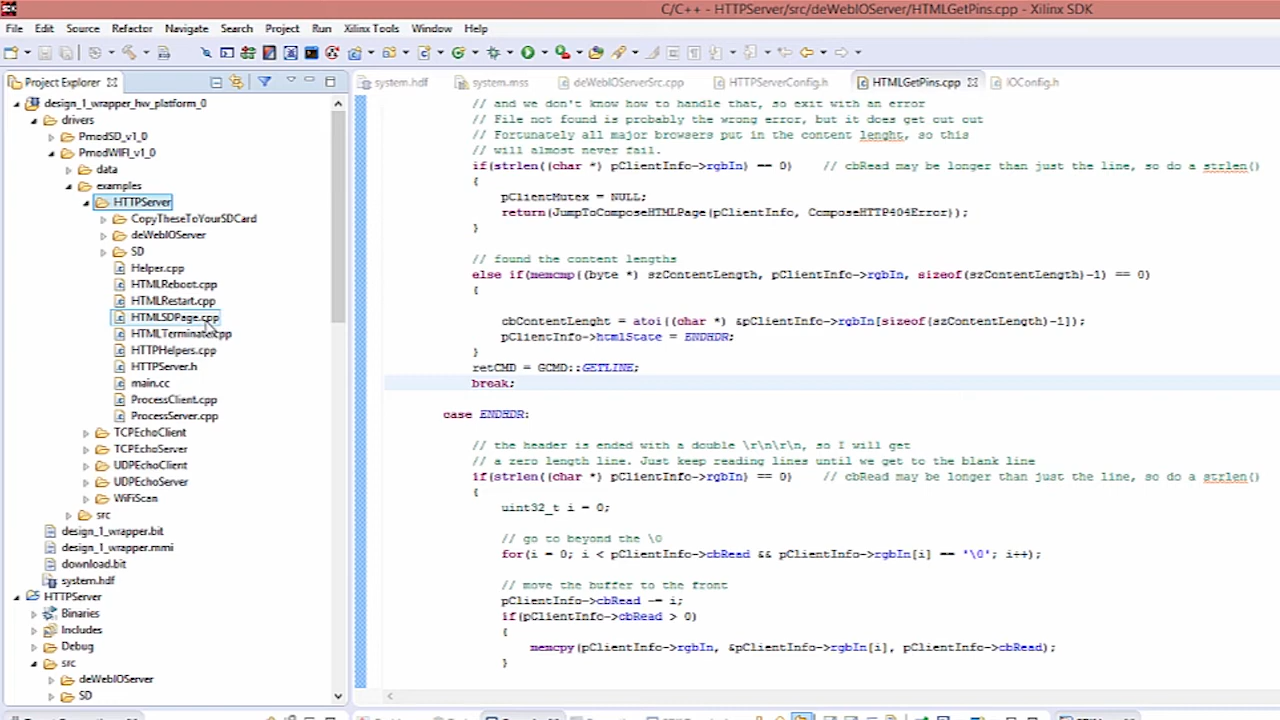 SDK
C/C++ - HTTPServer/src/deWebIOServer/HTMLGetPins.cpp - Xilinx SDK
File Edit Source Refactor Navigate Search Project Run Xilinx Tools Window Help
Project Explorer
system.hdf system.mss deWebIOServerSrc.cpp HTTPServerConfig.h HTMLGetPins.cpp IOConfig.h
design_1_wrapper_hw_platform_0
drivers
PmodSD_v1_0
PmodWIFI_v1_0
data
examples
HTTPServer
CopyTheseToYourSDCard
deWebIOServer
SD
Helper.cpp
HTMLReboot.cpp
HTMLRestart.cpp
HTMLSDPage.cpp
HTMLTerminate.cpp
HTTPHelpers.cpp
HTTPServer.h
main.cc
ProcessClient.cpp
ProcessServer.cpp
TCPEchoClient
TCPEchoServer
UDPEchoClient
UDPEchoServer
WiFiScan
src
design_1_wrapper.bit
design_1_wrapper.mmi
download.bit
system.hdf
HTTPServer
Binaries
Includes
Debug
src
deWebIOServer
SD
// and we don't know how to handle that, so exit with an error
// File not found is probably the wrong error, but it does get out out
// Fortunately all major browsers put in the content lenght, so this
// will almost never fail.
if(strlen((char *) pClientInfo->rgbIn) == 0)    // cbRead may be longer than just the line, so do a strlen()
{
pClientMutex = NULL;
return(JumpToComposeHTMLPage(pClientInfo, ComposeHTTP404Error));
}
// found the content lengths
else if(memcmp((byte *) szContentLength, pClientInfo->rgbIn, sizeof(szContentLength)-1) == 0)
{
cbContentLenght = atoi((char *) &pClientInfo->rgbIn[sizeof(szContentLength)-1]);
pClientInfo->htmlState = ENDHDR;
}
retCMD = GCMD::GETLINE;
break;
case ENDHDR:
// the header is ended with a double \r\n\r\n, so I will get
// a zero length line. Just keep reading lines until we get to the blank line
if(strlen((char *) pClientInfo->rgbIn) == 0)    // cbRead may be longer than just the line, so do a strlen()
{
uint32_t i = 0;
// go to beyond the \0
for(i = 0; i < pClientInfo->cbRead && pClientInfo->rgbIn[i] == '\0'; i++);
// move the buffer to the front
pClientInfo->cbRead -= i;
if(pClientInfo->cbRead > 0)
{
memcpy(pClientInfo->rgbIn, &pClientInfo->rgbIn[i], pClientInfo->cbRead);
}